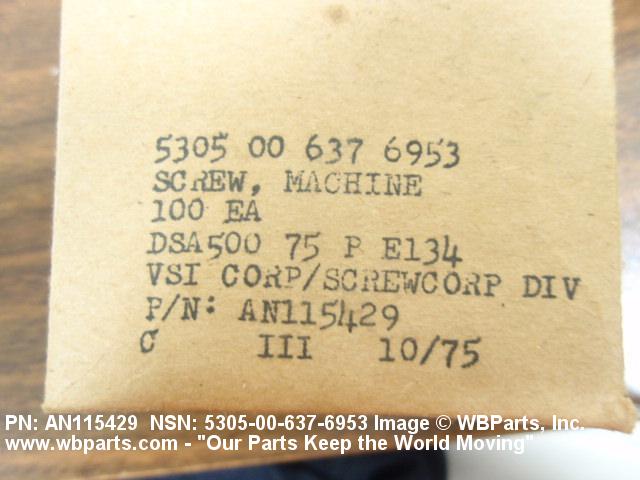 5305 00 637 6953
SCREW, MACHINE
100 EA
DSA500 75 P E134
VSI CORP/SCREWCORP DIV
P/N: AN115429
C III 10/75
PN: AN115429 NSN: 5305-00-637-6953 Image © WBParts, Inc.
www.wbparts.com - "Our Parts Keep the World Moving"